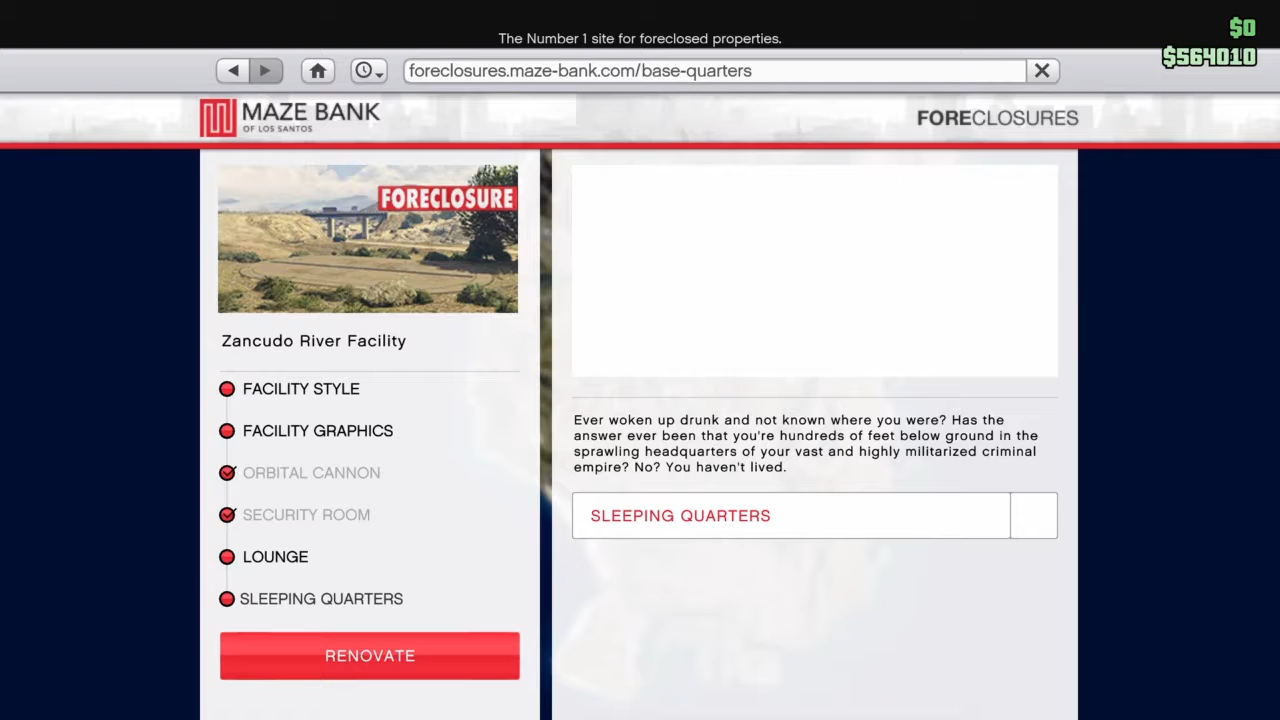 The Number 1 site for foreclosed properties.
$0
$564010
foreclosures.maze-bank.com/base-quarters
MAZE BANK
OF LOS SANTOS
FORECLOSURES
FORECLOSURE
Zancudo River Facility
FACILITY STYLE
FACILITY GRAPHICS
ORBITAL CANNON
SECURITY ROOM
LOUNGE
SLEEPING QUARTERS
RENOVATE
Ever woken up drunk and not known where you were? Has the
answer ever been that you're hundreds of feet below ground in the
sprawling headquarters of your vast and highly militarized criminal
empire? No? You haven't lived.
SLEEPING QUARTERS